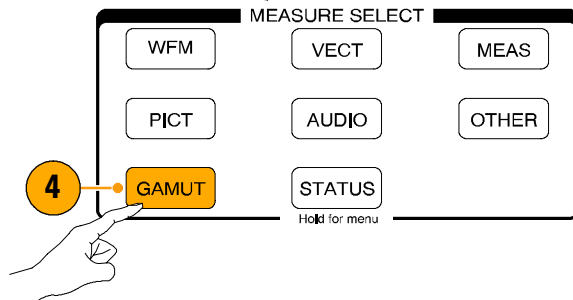 MEASURE SELECT
WFM VECT MEAS
PICT AUDIO OTHER
4 GAMUT STATUS
Hold for menu